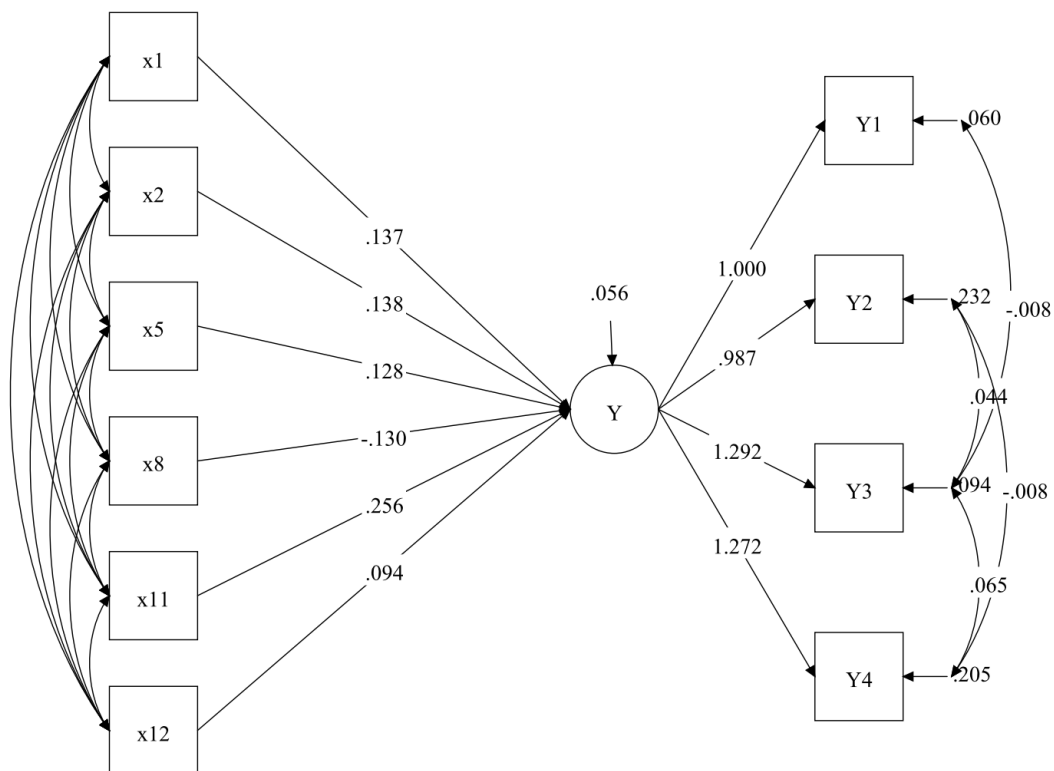 x1
x2
x5
x8
x11
x12
.137
.138
.128
-.130
.256
.094
.056
Y
1.000
.987
1.292
1.272
Y1
Y2
Y3
Y4
.060
.232
.094
.205
-.008
.044
-.008
.065